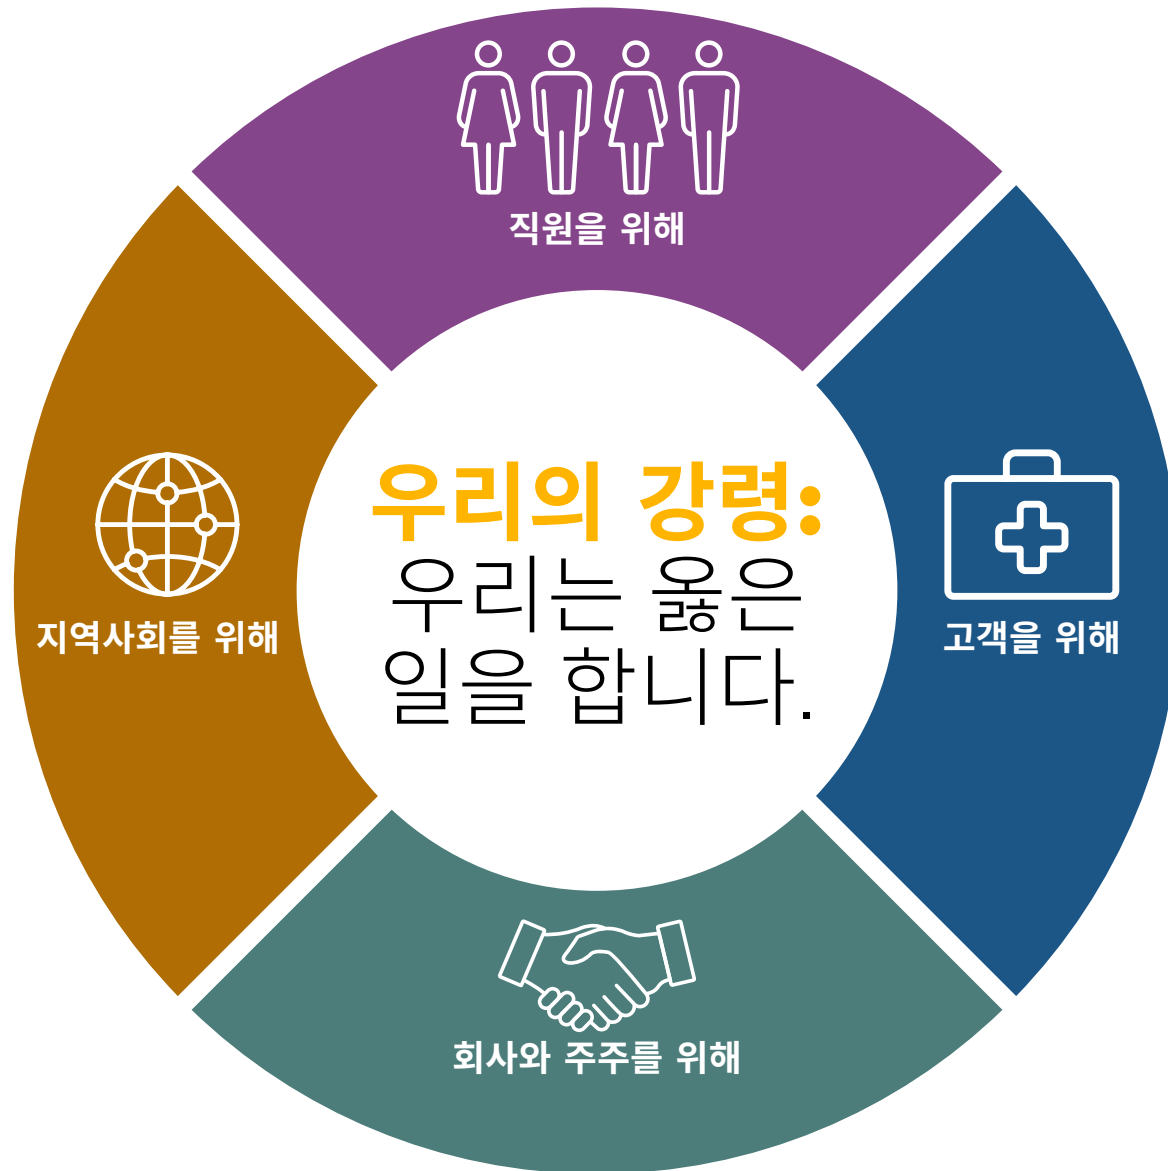 직원을 위해
지역사회를 위해
우리의 강령:
우리는 옳은
일을 합니다.
고객을 위해
회사와 주주를 위해